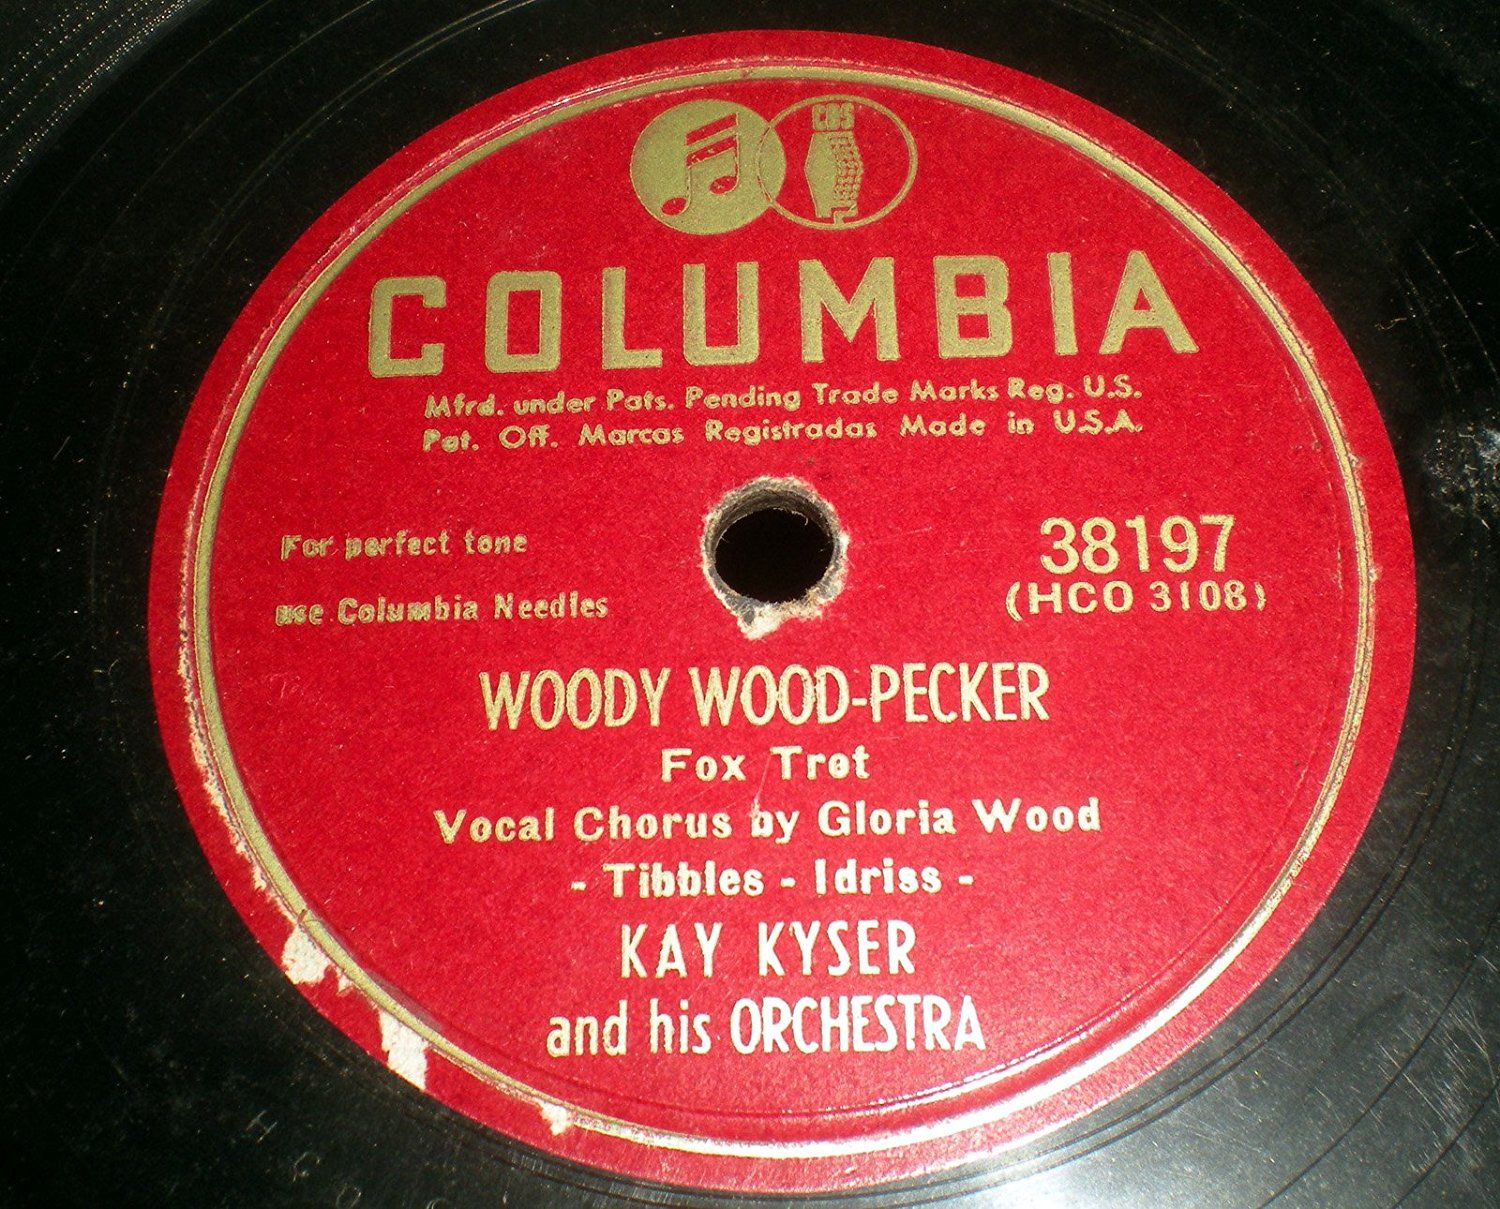 CBS
COLUMBIA
Mfrd. under Pats. Pending Trade Marks Reg. U.S.
Pat. Off. Marcas Registradas Made in U.S.A.
For perfect tone
use Columbia Needles
38197
(HCO 3108)
WOODY WOOD-PECKER
Fox Trot
Vocal Chorus by Gloria Wood
- Tibbles - Idriss -
KAY KYSER
and his ORCHESTRA